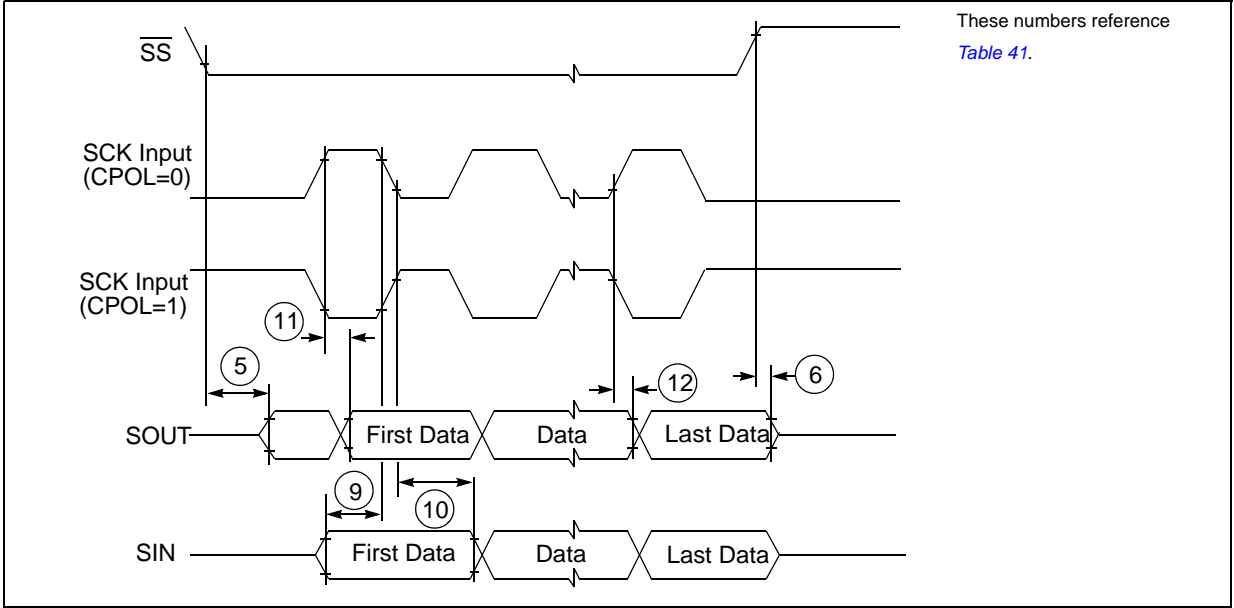 These numbers reference
Table 41.
SS
SCK Input
(CPOL=0)
SCK Input
(CPOL=1)
11
5
12
6
SOUT
First Data
Data
Last Data
9
10
SIN
First Data
Data
Last Data